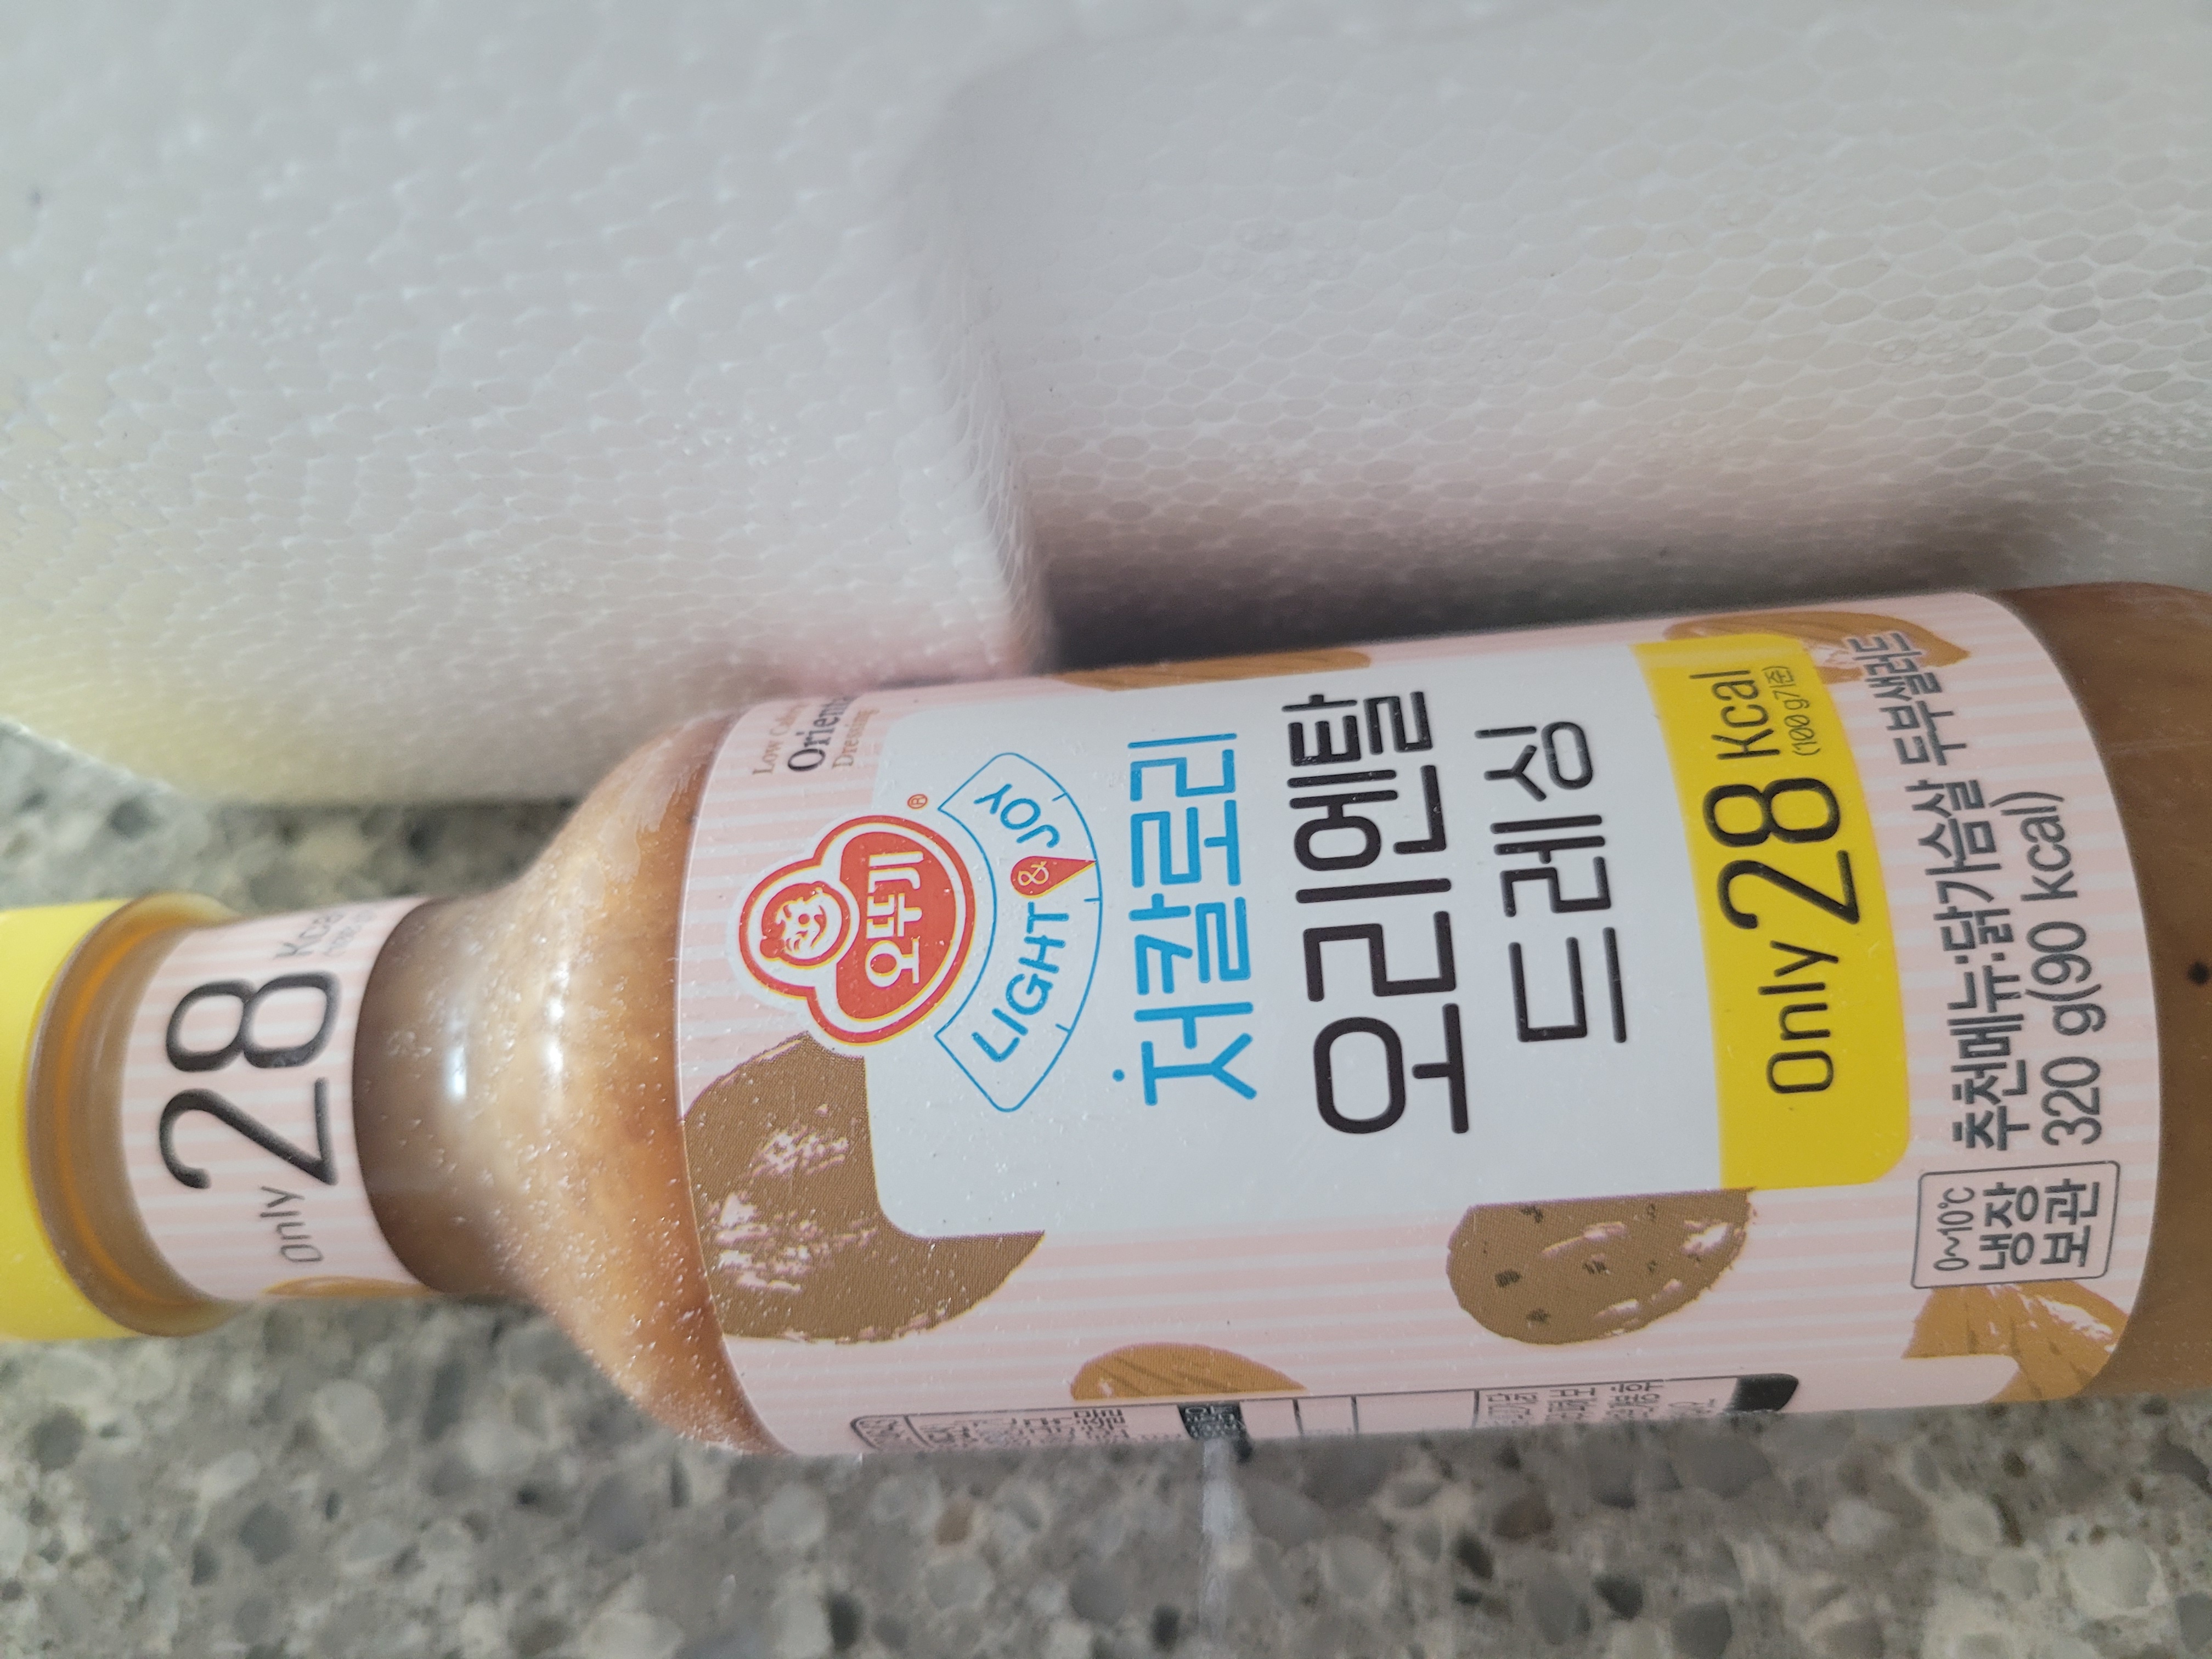 Only 28 Kcal
Low Calorie
Oriental
Dressing
오뚜기®
LIGHT & JOY
저칼로리
오리엔탈
드레싱
Only 28 Kcal
(100 g기준)
추천메뉴:닭가슴살 두부샐러드
0~10℃
냉장
보관
320 g(90 kcal)